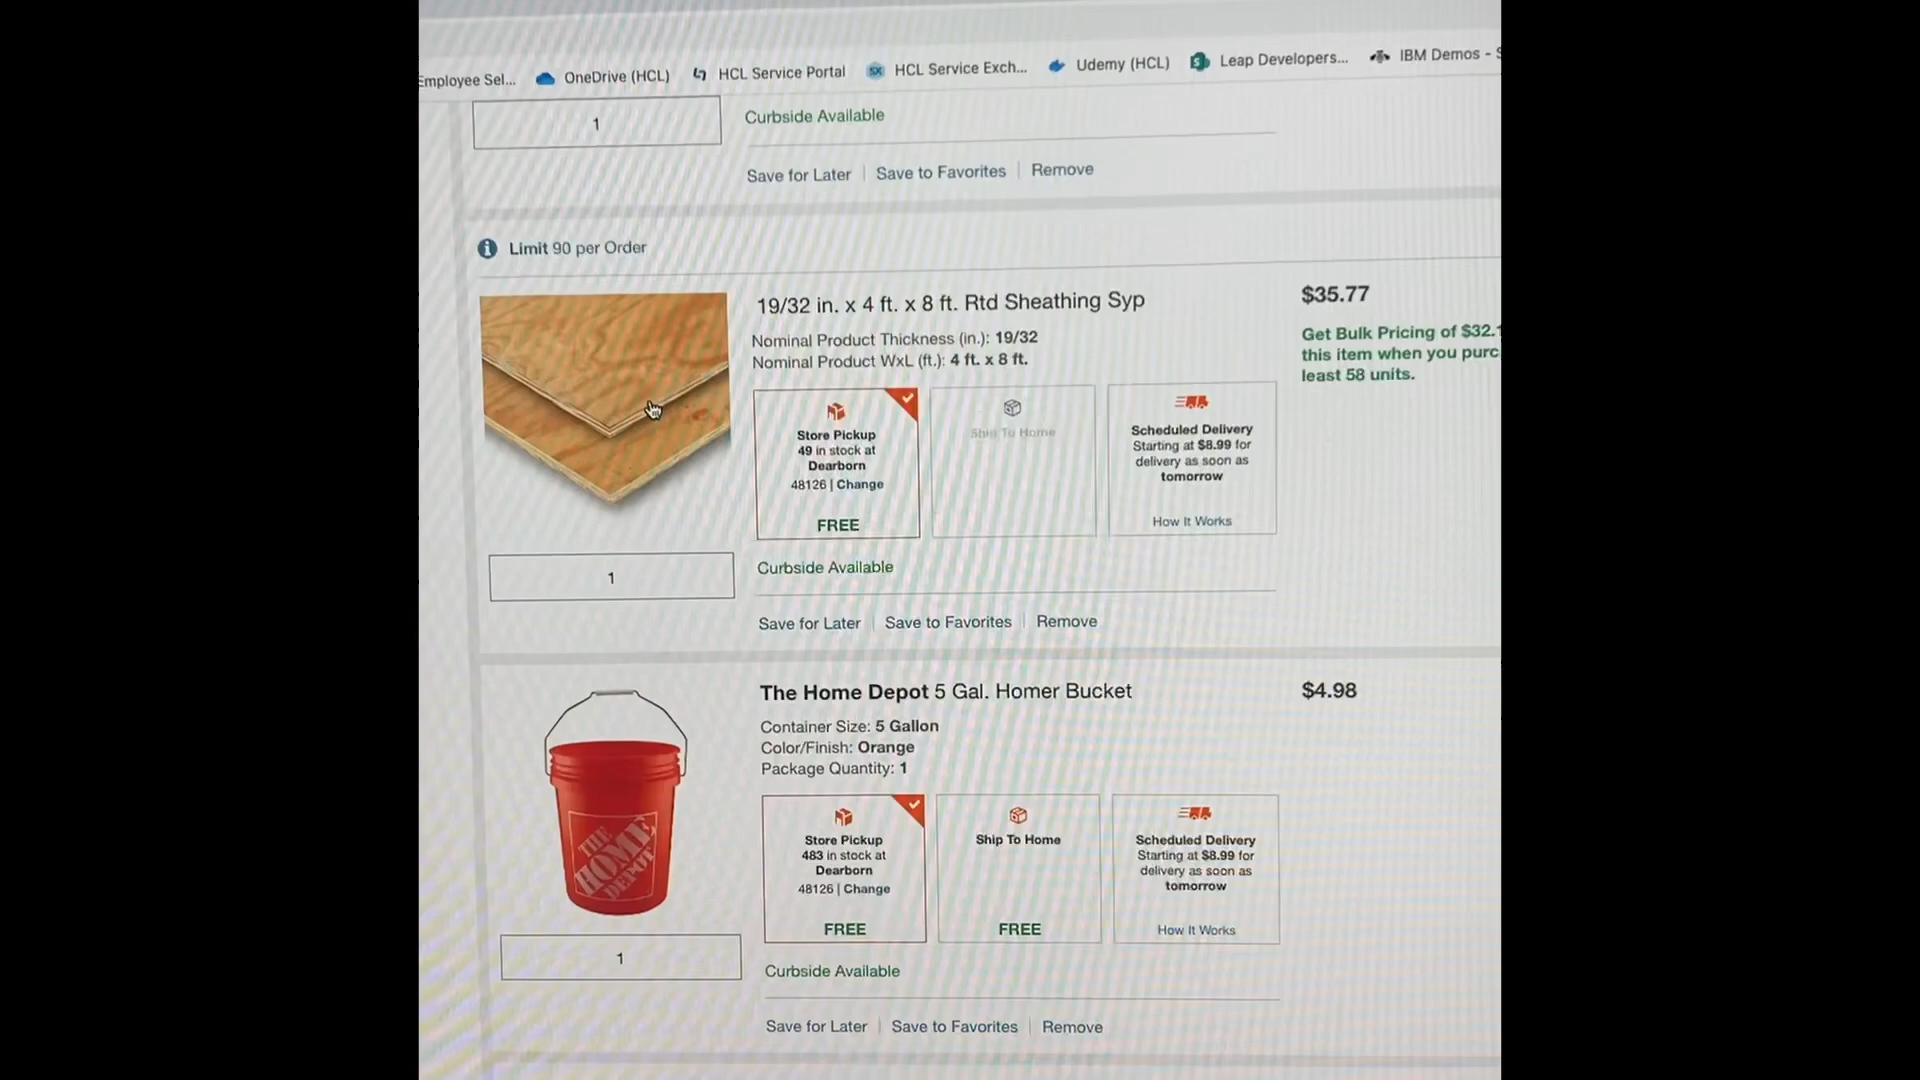 Employee Sel... OneDrive (HCL) HCL Service Portal SX HCL Service Exch... Udemy (HCL) S Leap Developers... IBM Demos - S
1
Curbside Available
Save for Later | Save to Favorites | Remove
Limit 90 per Order
19/32 in. x 4 ft. x 8 ft. Rtd Sheathing Syp
Nominal Product Thickness (in.): 19/32
Nominal Product WxL (ft.): 4 ft. x 8 ft.
$35.77
Get Bulk Pricing of $32.1
this item when you purc
least 58 units.
Store Pickup
49 in stock at
Dearborn
48126 | Change
FREE
Ship To Home
Scheduled Delivery
Starting at $8.99 for
delivery as soon as
tomorrow
How It Works
1
Curbside Available
Save for Later | Save to Favorites | Remove
The Home Depot 5 Gal. Homer Bucket
$4.98
Container Size: 5 Gallon
Color/Finish: Orange
Package Quantity: 1
THE
HOME
DEPOT
Store Pickup
483 in stock at
Dearborn
48126 | Change
FREE
Ship To Home
FREE
Scheduled Delivery
Starting at $8.99 for
delivery as soon as
tomorrow
How It Works
1
Curbside Available
Save for Later | Save to Favorites | Remove